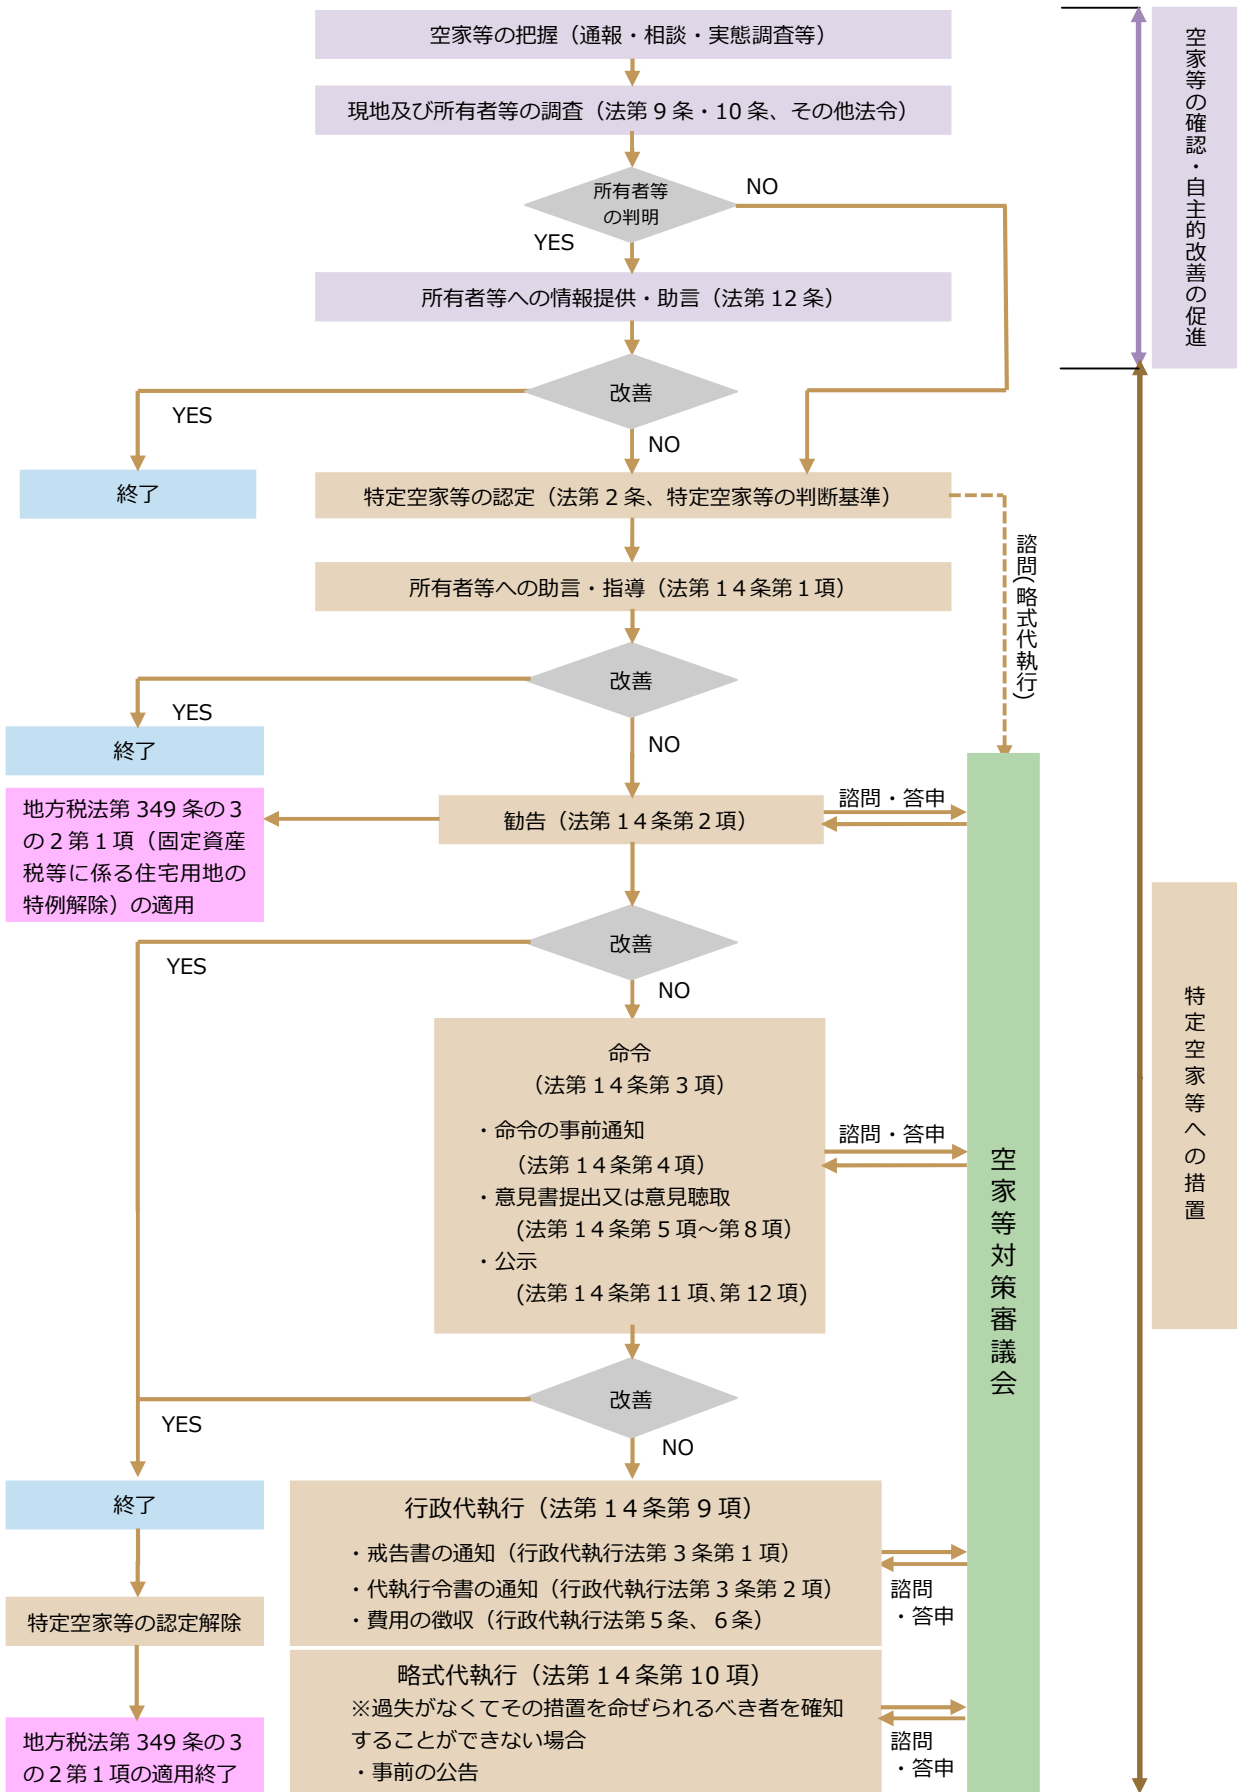 空家等の把握（通報・相談・実態調査等）
現地及び所有者等の調査（法第９条・10 条、その他法令）
所有者等
の判明
NO
YES
所有者等への情報提供・助言（法第 12 条）
改善
YES
NO
終了
特定空家等の認定（法第２条、特定空家等の判断基準）
諮問(略式代執行)
所有者等への助言・指導（法第１４条第１項）
改善
YES
NO
終了
地方税法第 349 条の３
の２第１項（固定資産
税等に係る住宅用地の
特例解除）の適用
勧告（法第１４条第２項）
諮問・答申
改善
YES
NO
命令
（法第１４条第３項）
・命令の事前通知
（法第１４条第４項）
・意見書提出又は意見聴取
(法第１４条第５項～第８項）
・公示
(法第１４条第 11 項､第 12 項)
諮問・答申
改善
YES
NO
終了
特定空家等の認定解除
地方税法第 349 条の３
の２第１項の適用終了
行政代執行（法第１４条第９項）
・戒告書の通知（行政代執行法第３条第１項）
・代執行令書の通知（行政代執行法第３条第２項）
・費用の徴収（行政代執行法第５条、６条）
諮問
・答申
略式代執行（法第１４条第 10 項）
※過失がなくてその措置を命ぜられるべき者を確知
することができない場合
・事前の公告
諮問
・答申
空家等対策審議会
空家等の確認・自主的改善の促進
特定空家等への措置